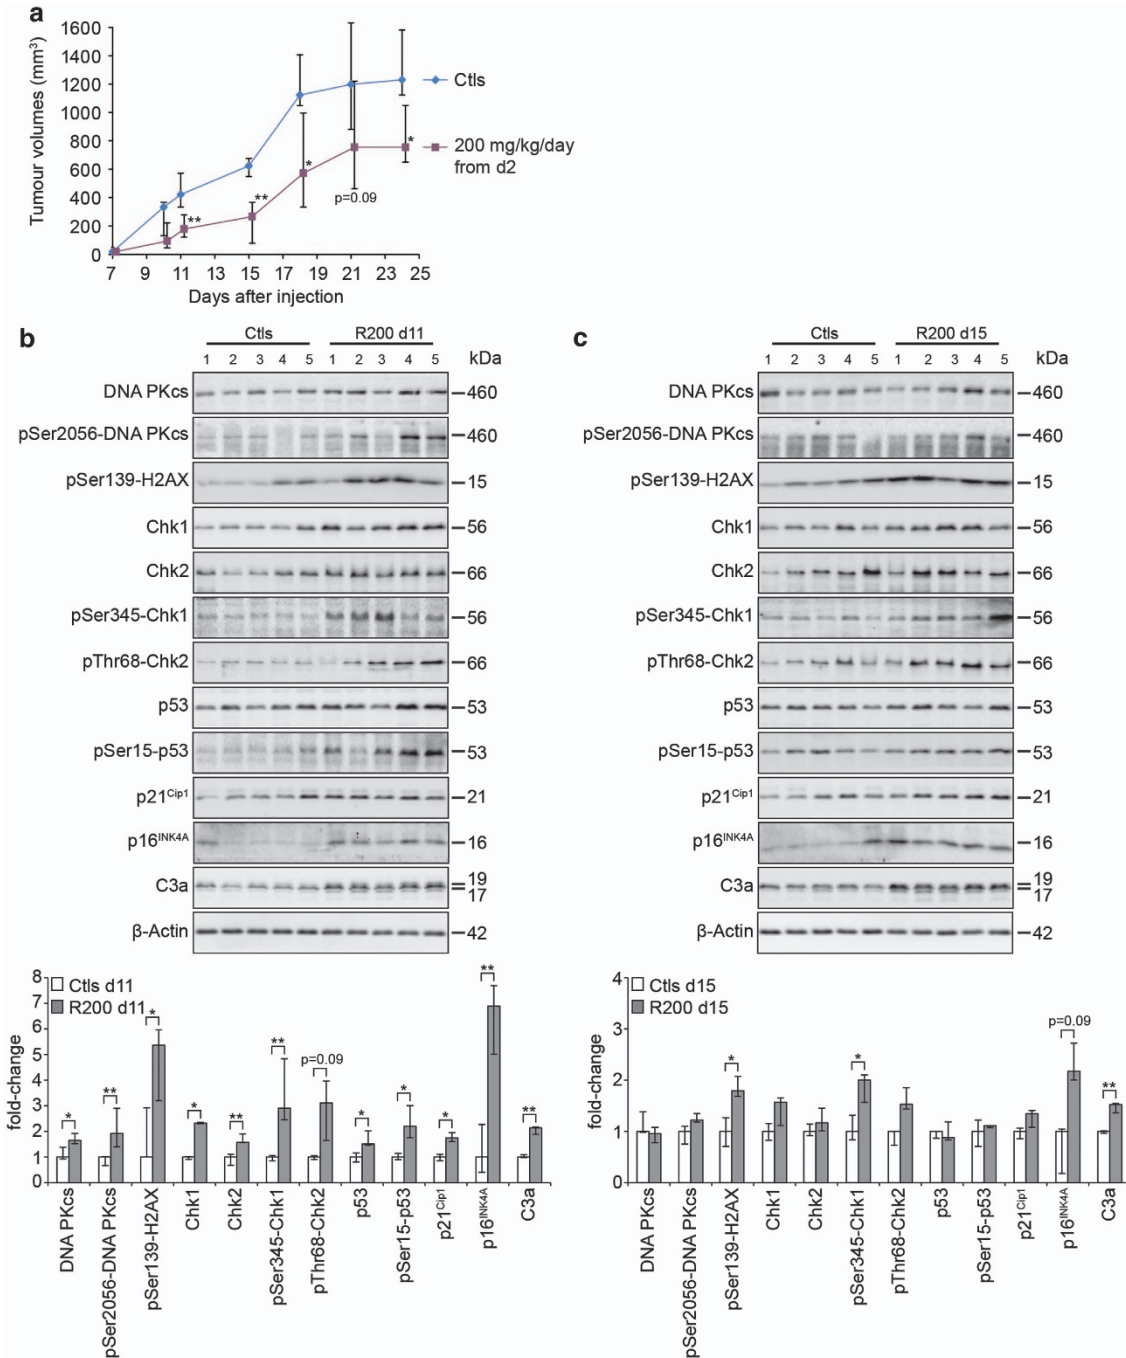 a
Tumour volumes (mm³)
1600
1400
1200
1000
800
600
400
200
0
7 9 11 13 15 17 19 21 23 25
Days after injection
Ctls
200 mg/kg/day
from d2
**
**
*
p=0.09
*
b
Ctls R200 d11
1 2 3 4 5 1 2 3 4 5 kDa
DNA PKcs 460
pSer2056-DNA PKcs 460
pSer139-H2AX 15
Chk1 56
Chk2 66
pSer345-Chk1 56
pThr68-Chk2 66
p53 53
pSer15-p53 53
p21Cip1 21
p16INK4A 16
C3a 19
17
β-Actin 42
fold-change
8
7
6
5
4
3
2
1
0
Ctls d11
R200 d11
* ** * * ** ** p=0.09 * * * ** **
DNA PKcs
pSer2056-DNA PKcs
pSer139-H2AX
Chk1
Chk2
pSer345-Chk1
pThr68-Chk2
p53
pSer15-p53
p21Cip1
p16INK4A
C3a
c
Ctls R200 d15
1 2 3 4 5 1 2 3 4 5 kDa
DNA PKcs 460
pSer2056-DNA PKcs 460
pSer139-H2AX 15
Chk1 56
Chk2 66
pSer345-Chk1 56
pThr68-Chk2 66
p53 53
pSer15-p53 53
p21Cip1 21
p16INK4A 16
C3a 19
17
β-Actin 42
fold-change
4
3
2
1
0
Ctls d15
R200 d15
* * p=0.09 **
DNA PKcs
pSer2056-DNA PKcs
pSer139-H2AX
Chk1
Chk2
pSer345-Chk1
pThr68-Chk2
p53
pSer15-p53
p21Cip1
p16INK4A
C3a